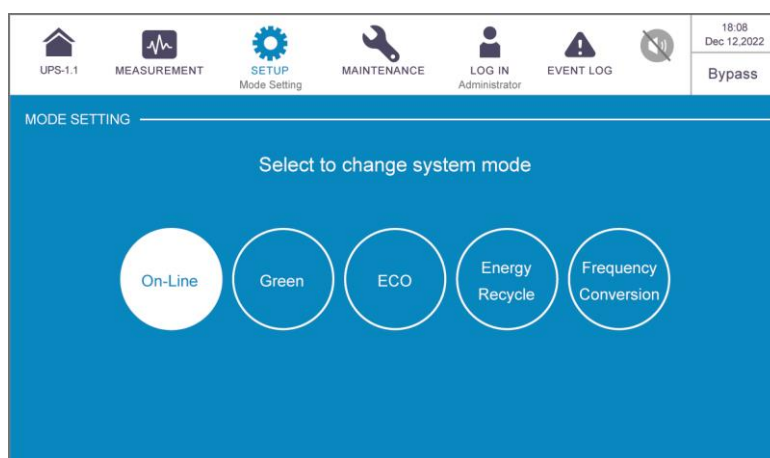 UPS-1.1
MEASUREMENT
SETUP
Mode Setting
MAINTENANCE
LOG IN
Administrator
EVENT LOG
18:08
Dec 12,2022
Bypass
MODE SETTING
Select to change system mode
On-Line
Green
ECO
Energy
Recycle
Frequency
Conversion